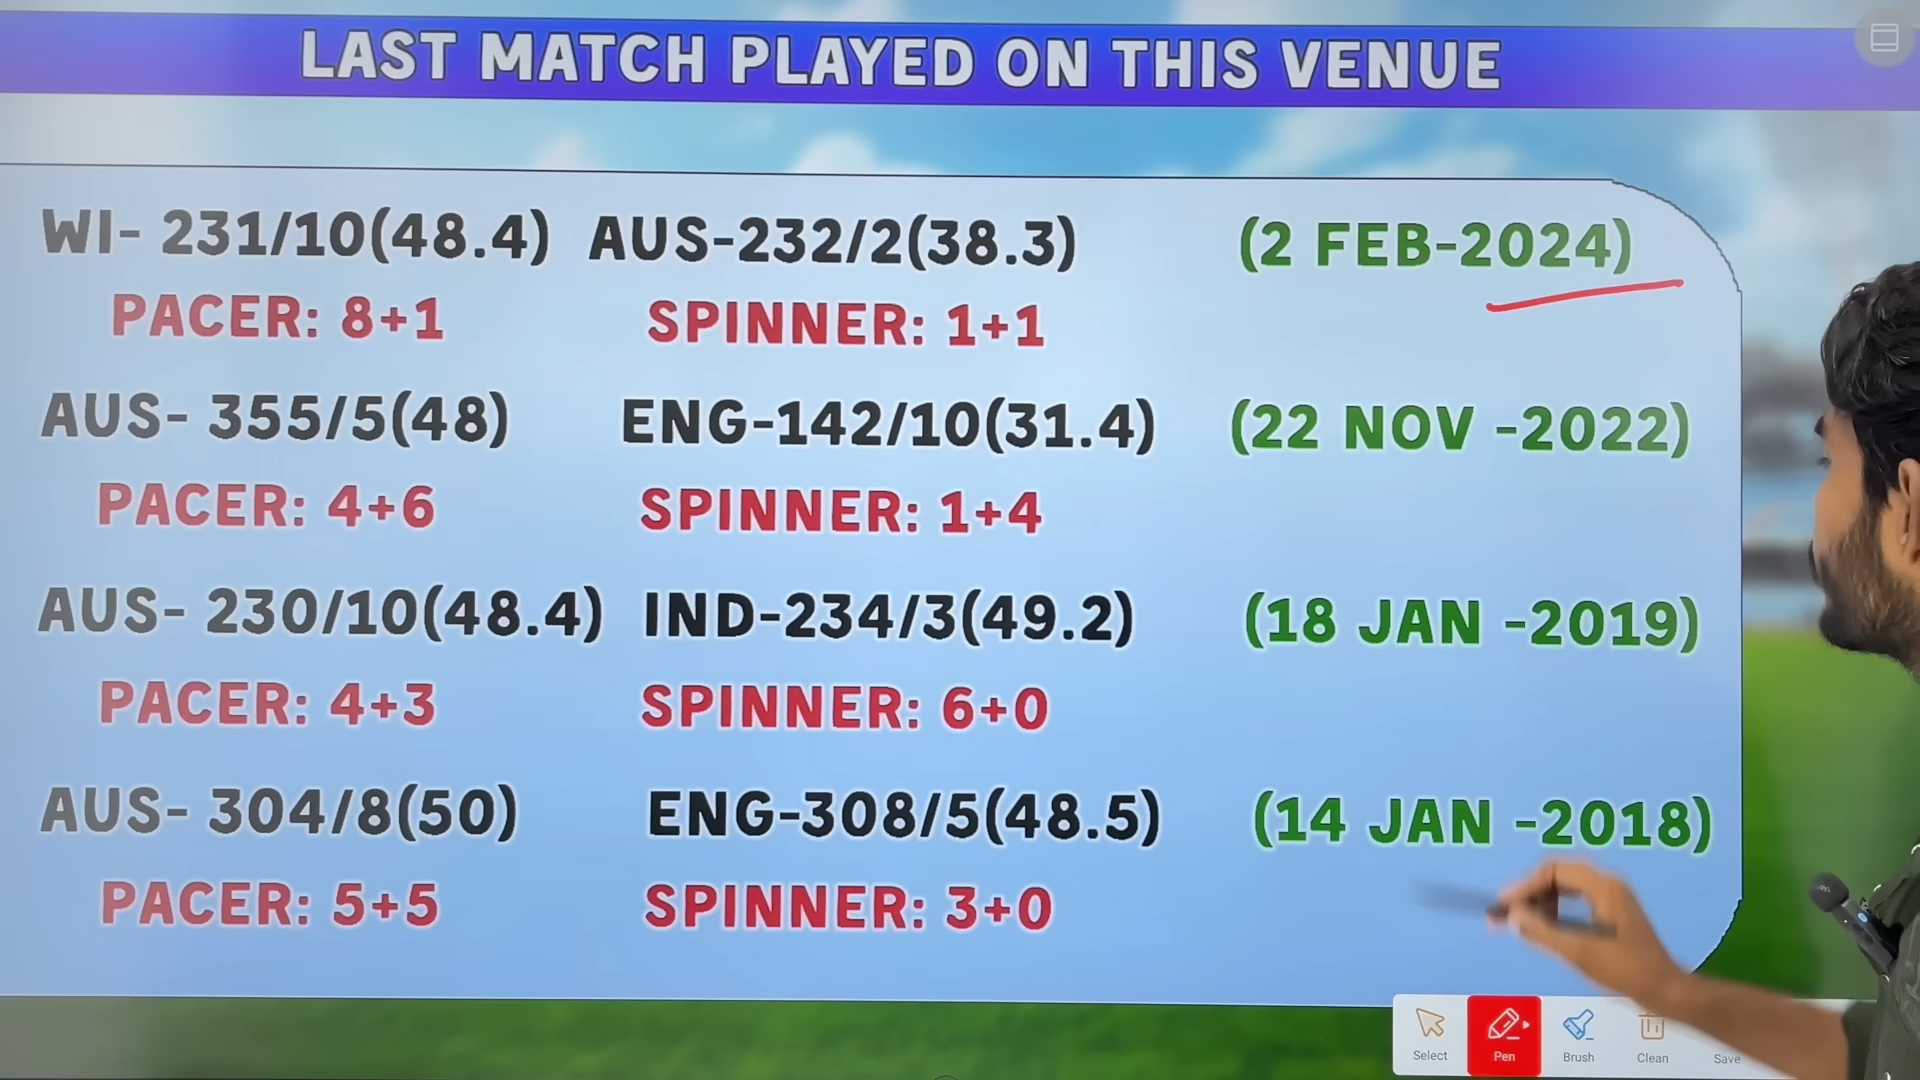 LAST MATCH PLAYED ON THIS VENUE
WI- 231/10(48.4) AUS-232/2(38.3) (2 FEB-2024)
PACER: 8+1 SPINNER: 1+1
AUS- 355/5(48) ENG-142/10(31.4) (22 NOV -2022)
PACER: 4+6 SPINNER: 1+4
AUS- 230/10(48.4) IND-234/3(49.2) (18 JAN -2019)
PACER: 4+3 SPINNER: 6+0
AUS- 304/8(50) ENG-308/5(48.5) (14 JAN -2018)
PACER: 5+5 SPINNER: 3+0
Select Pen Brush Clean Save